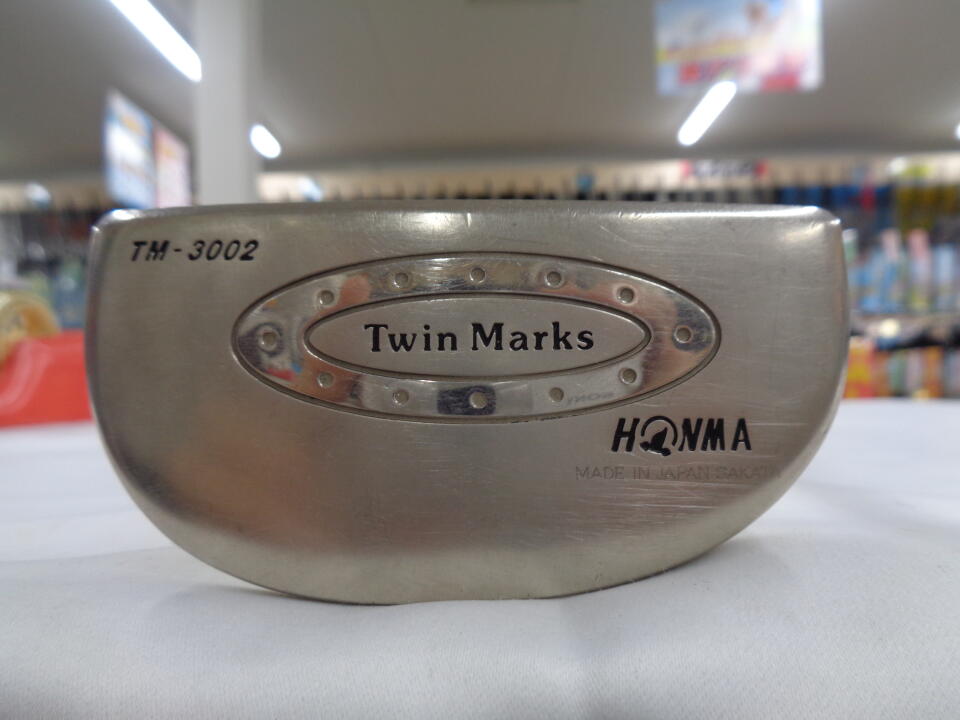 TM-3002
Twin Marks
HONMA
MADE IN JAPAN SAKATA